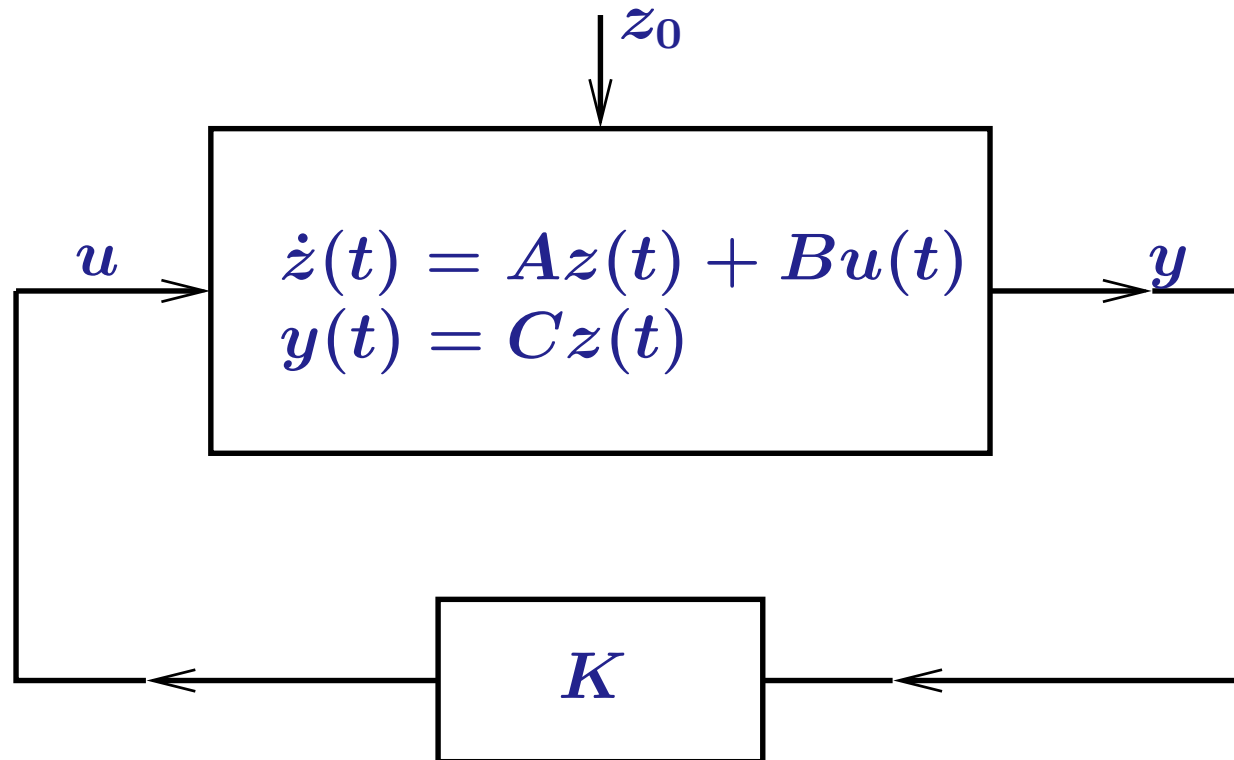 z₀
u
ż(t) = Az(t) + Bu(t)
y
y(t) = Cz(t)
K